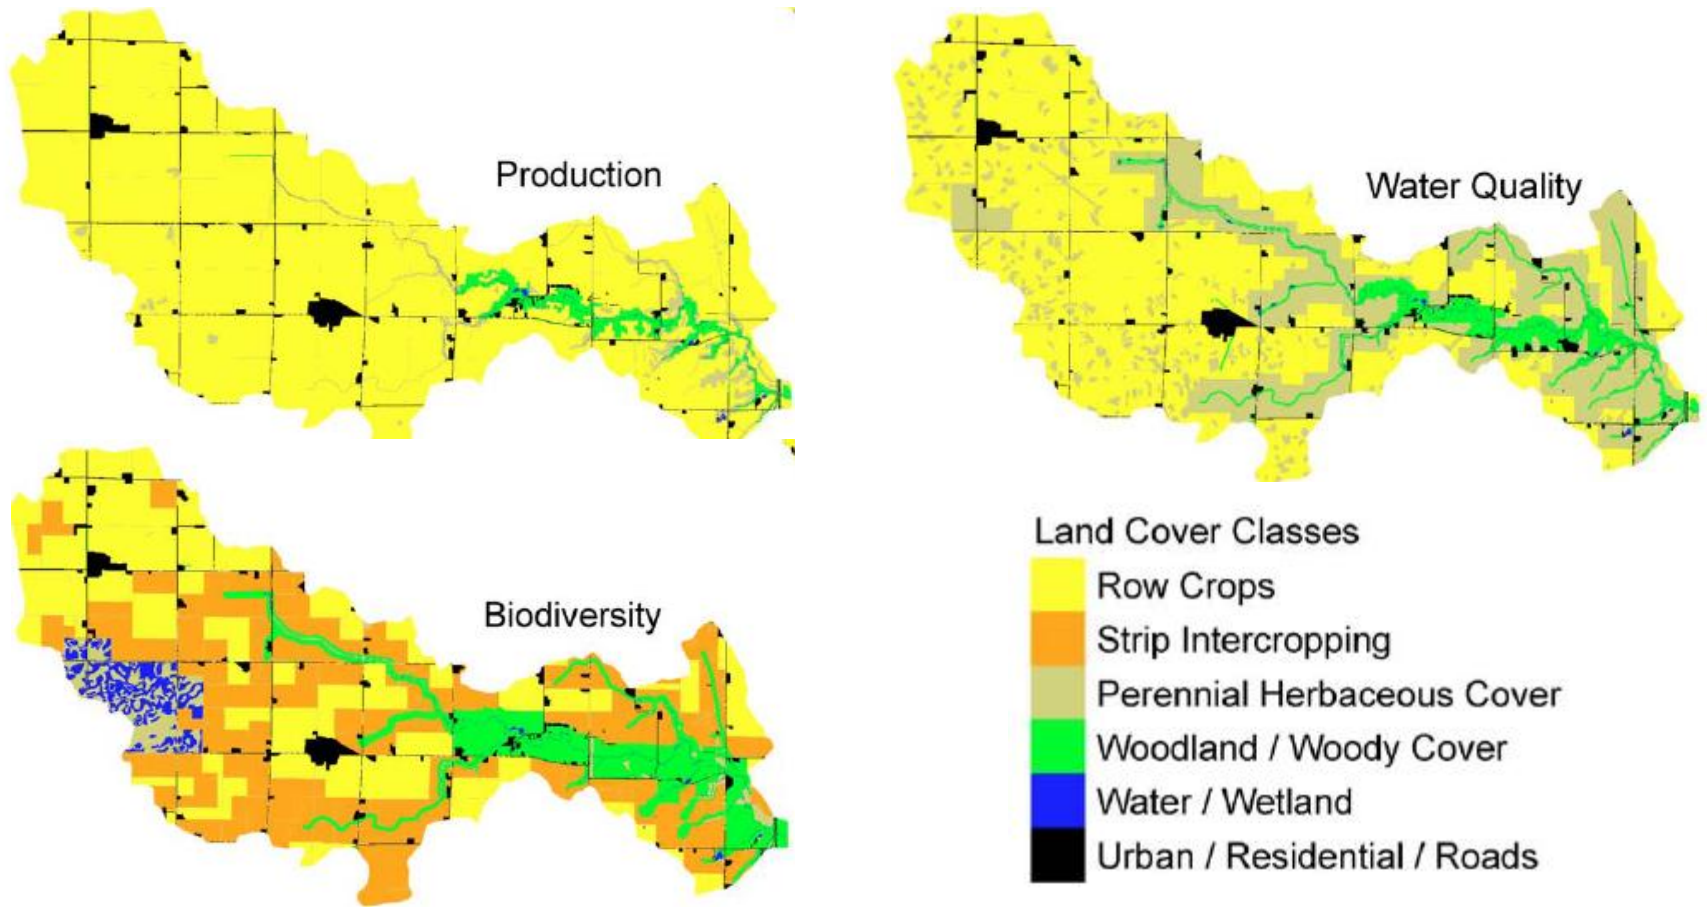 Production
Water Quality
Biodiversity
Land Cover Classes
Row Crops
Strip Intercropping
Perennial Herbaceous Cover
Woodland / Woody Cover
Water / Wetland
Urban / Residential / Roads